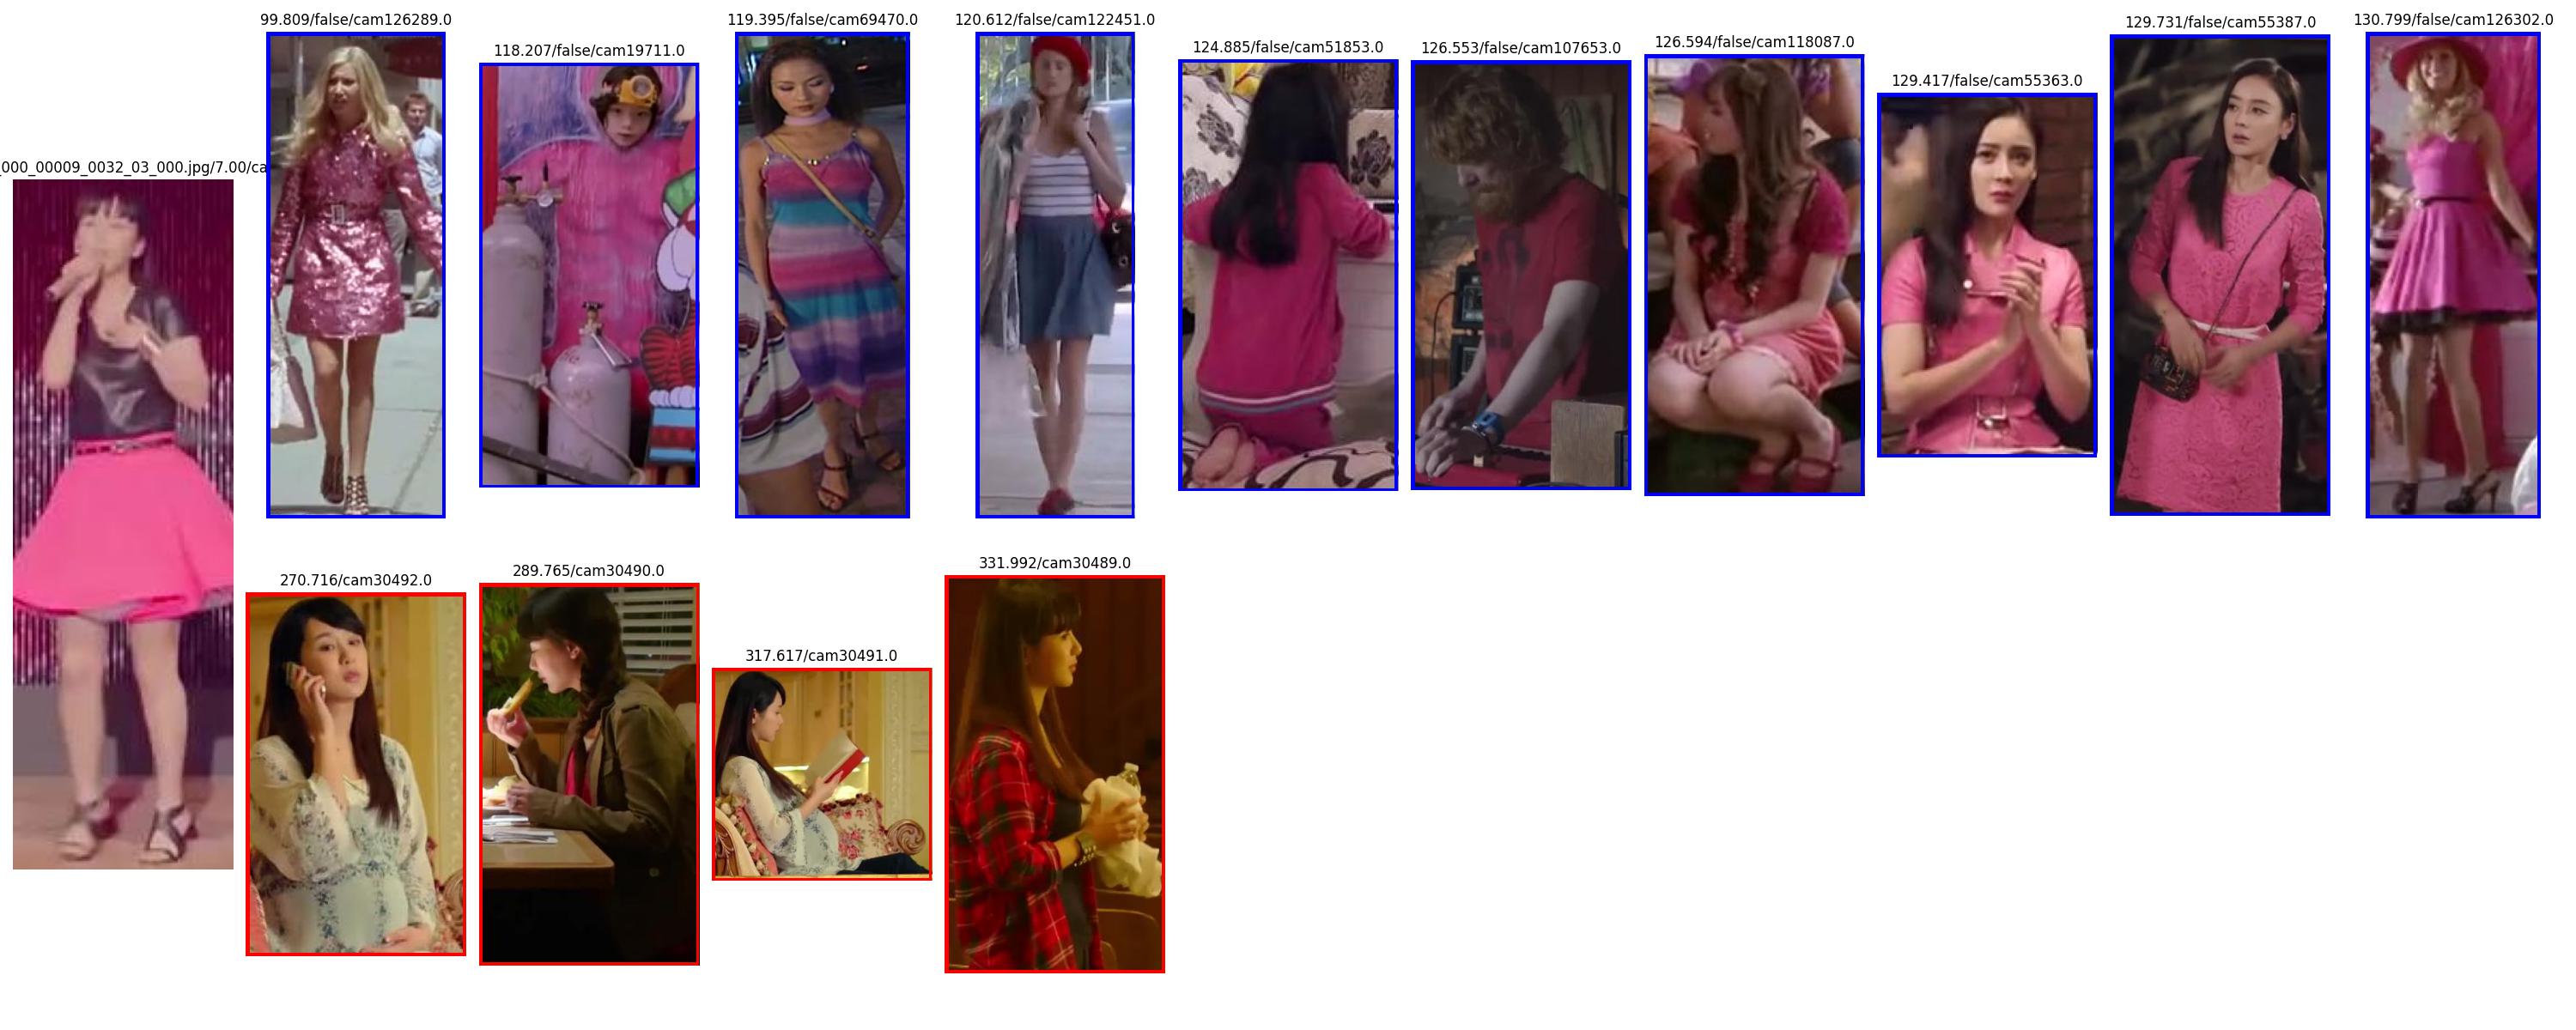 99.809/false/cam126289.0
118.207/false/cam19711.0
119.395/false/cam69470.0
120.612/false/cam122451.0
124.885/false/cam51853.0
126.553/false/cam107653.0
126.594/false/cam118087.0
129.417/false/cam55363.0
129.731/false/cam55387.0
130.799/false/cam126302.0
_000_00009_0032_03_000.jpg/7.00/ca
270.716/cam30492.0
289.765/cam30490.0
317.617/cam30491.0
331.992/cam30489.0